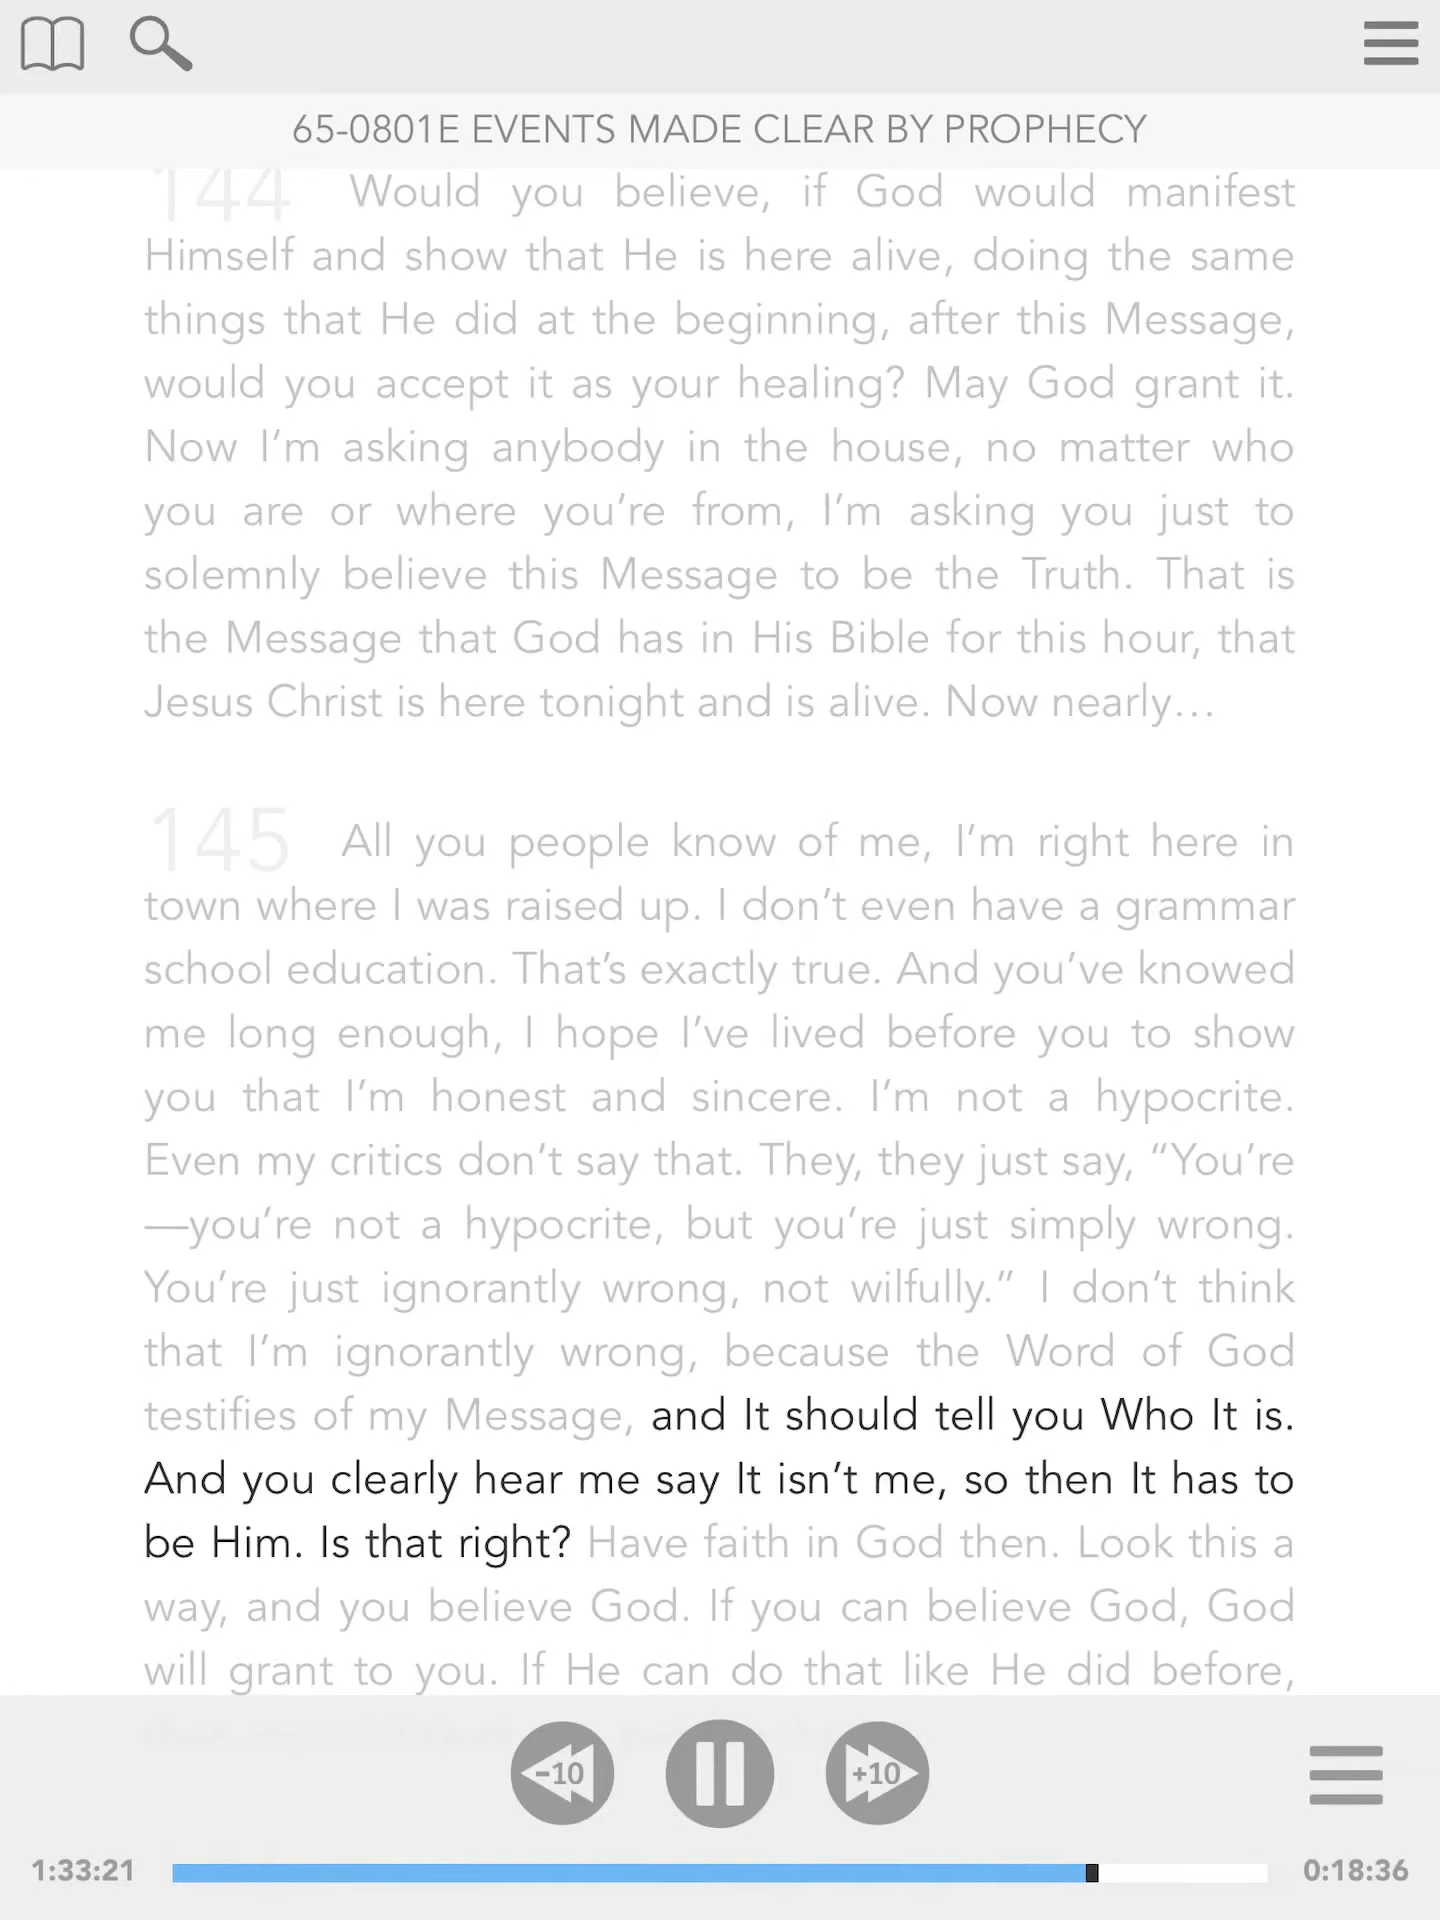 65-0801E EVENTS MADE CLEAR BY PROPHECY
144 Would you believe, if God would manifest
Himself and show that He is here alive, doing the same
things that He did at the beginning, after this Message,
would you accept it as your healing? May God grant it.
Now I’m asking anybody in the house, no matter who
you are or where you’re from, I’m asking you just to
solemnly believe this Message to be the Truth. That is
the Message that God has in His Bible for this hour, that
Jesus Christ is here tonight and is alive. Now nearly…
145 All you people know of me, I’m right here in
town where I was raised up. I don’t even have a grammar
school education. That’s exactly true. And you’ve knowed
me long enough, I hope I’ve lived before you to show
you that I’m honest and sincere. I’m not a hypocrite.
Even my critics don’t say that. They, they just say, “You’re
—you’re not a hypocrite, but you’re just simply wrong.
You’re just ignorantly wrong, not wilfully.” I don’t think
that I’m ignorantly wrong, because the Word of God
testifies of my Message, and It should tell you Who It is.
And you clearly hear me say It isn’t me, so then It has to
be Him. Is that right? Have faith in God then. Look this a
way, and you believe God. If you can believe God, God
will grant to you. If He can do that like He did before,
-10 +10
1:33:21 0:18:36